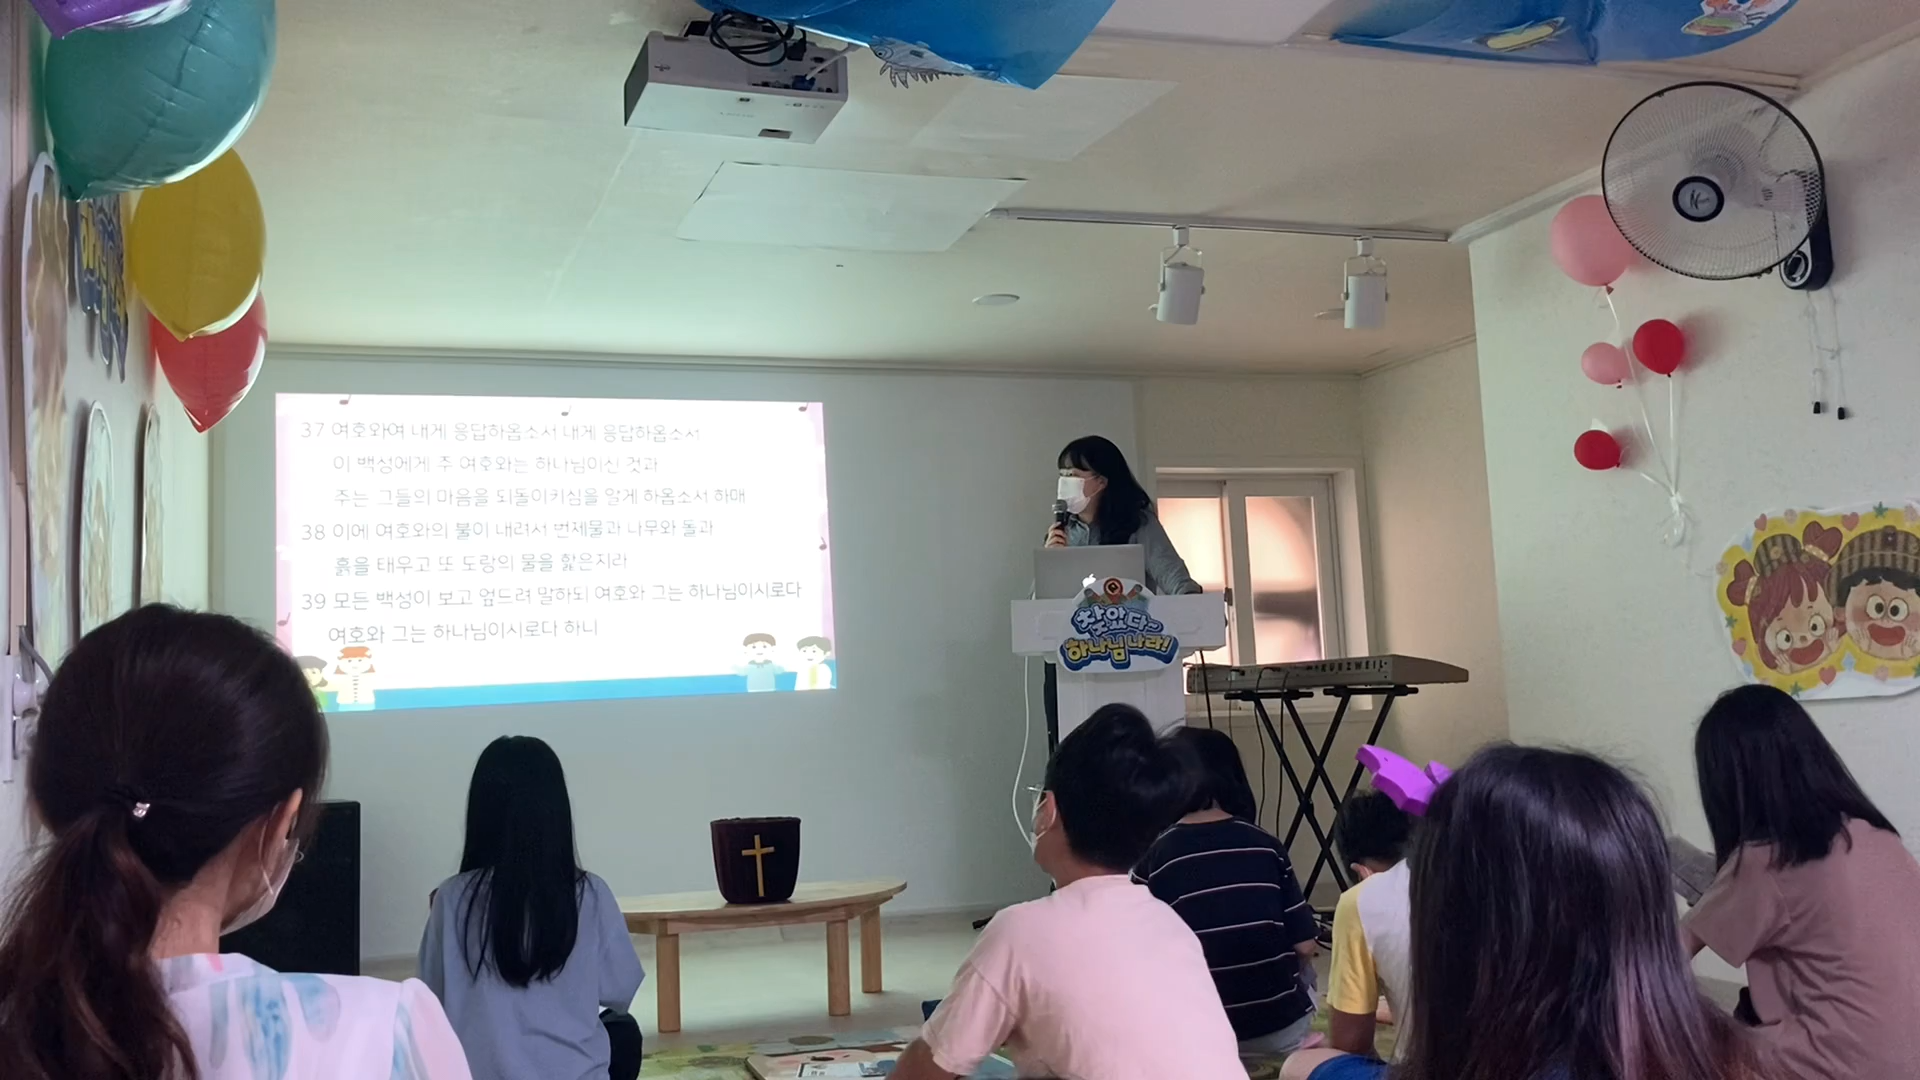 37 여호와여 내게 응답하옵소서 내게 응답하옵소서
이 백성에게 주 여호와는 하나님이신 것과
주는 그들의 마음을 되돌이키심을 알게 하옵소서 하매
38 이에 여호와의 불이 내려서 번제물과 나무와 돌과
흙을 태우고 또 도랑의 물을 핥은지라
39 모든 백성이 보고 엎드려 말하되 여호와 그는 하나님이시로다
여호와 그는 하나님이시로다 하니
찾았다~
하나님 나라!
KURZWEIL